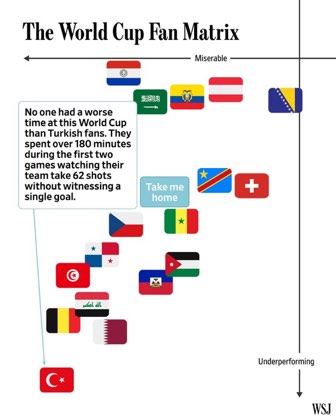 The World Cup Fan Matrix
Miserable
No one had a worse
time at this World Cup
than Turkish fans. They
spent over 180 minutes
during the first two
games watching their
team take 62 shots
without witnessing a
single goal.
Take me
home
Underperforming
WSJ